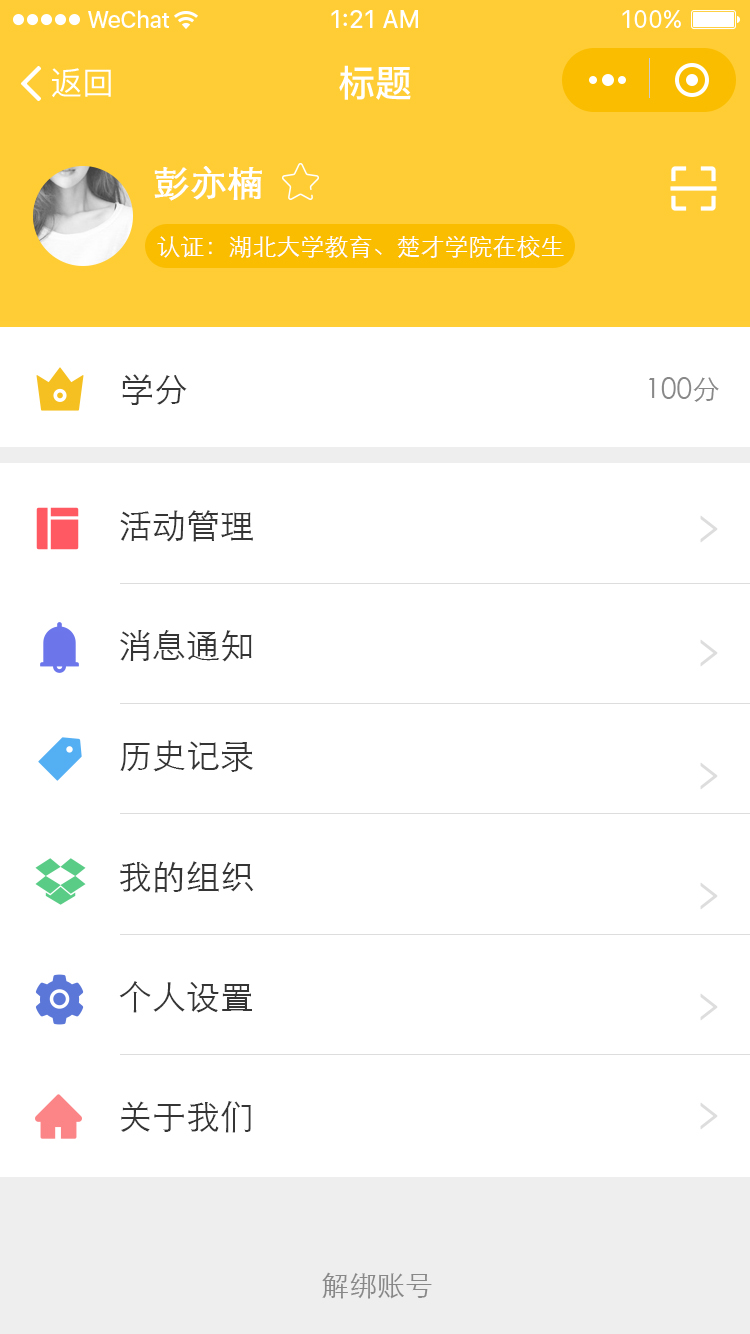 WeChat 1:21 AM 100%
返回 标题
彭亦楠
认证：湖北大学教育、楚才学院在校生
学分 100分
活动管理
消息通知
历史记录
我的组织
个人设置
关于我们
解绑账号